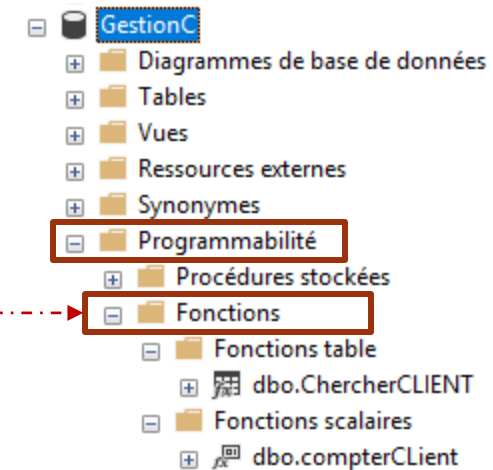 GestionC
Diagrammes de base de données
Tables
Vues
Ressources externes
Synonymes
Programmabilité
Procédures stockées
Fonctions
Fonctions table
dbo.ChercherCLIENT
Fonctions scalaires
dbo.compterCLient